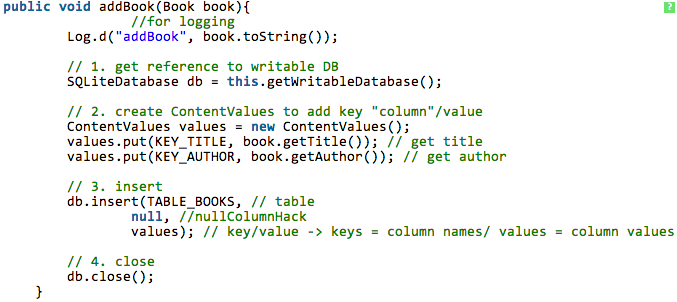 public void addBook(Book book){
?
//for logging
Log.d("addBook", book.toString());
// 1. get reference to writable DB
SQLiteDatabase db = this.getWritableDatabase();
// 2. create ContentValues to add key "column"/value
ContentValues values = new ContentValues();
values.put(KEY_TITLE, book.getTitle()); // get title
values.put(KEY_AUTHOR, book.getAuthor()); // get author
// 3. insert
db.insert(TABLE_BOOKS, // table
null, //nullColumnHack
values); // key/value -> keys = column names/ values = column values
// 4. close
db.close();
}